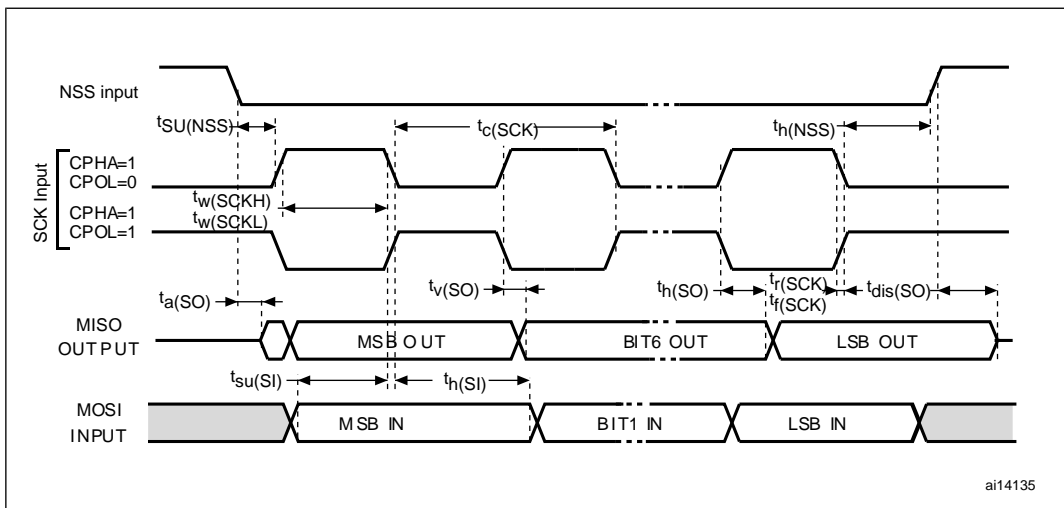 NSS input
tSU(NSS)
tc(SCK)
th(NSS)
SCK Input
CPHA=1
CPOL=0
tw(SCKH)
tw(SCKL)
CPHA=1
CPOL=1
ta(SO)
tv(SO)
th(SO)
tr(SCK)
tf(SCK)
tdis(SO)
MISO
OUTPUT
MSB OUT
BIT6 OUT
LSB OUT
tsu(SI)
th(SI)
MOSI
INPUT
MSB IN
BIT1 IN
LSB IN
ai14135